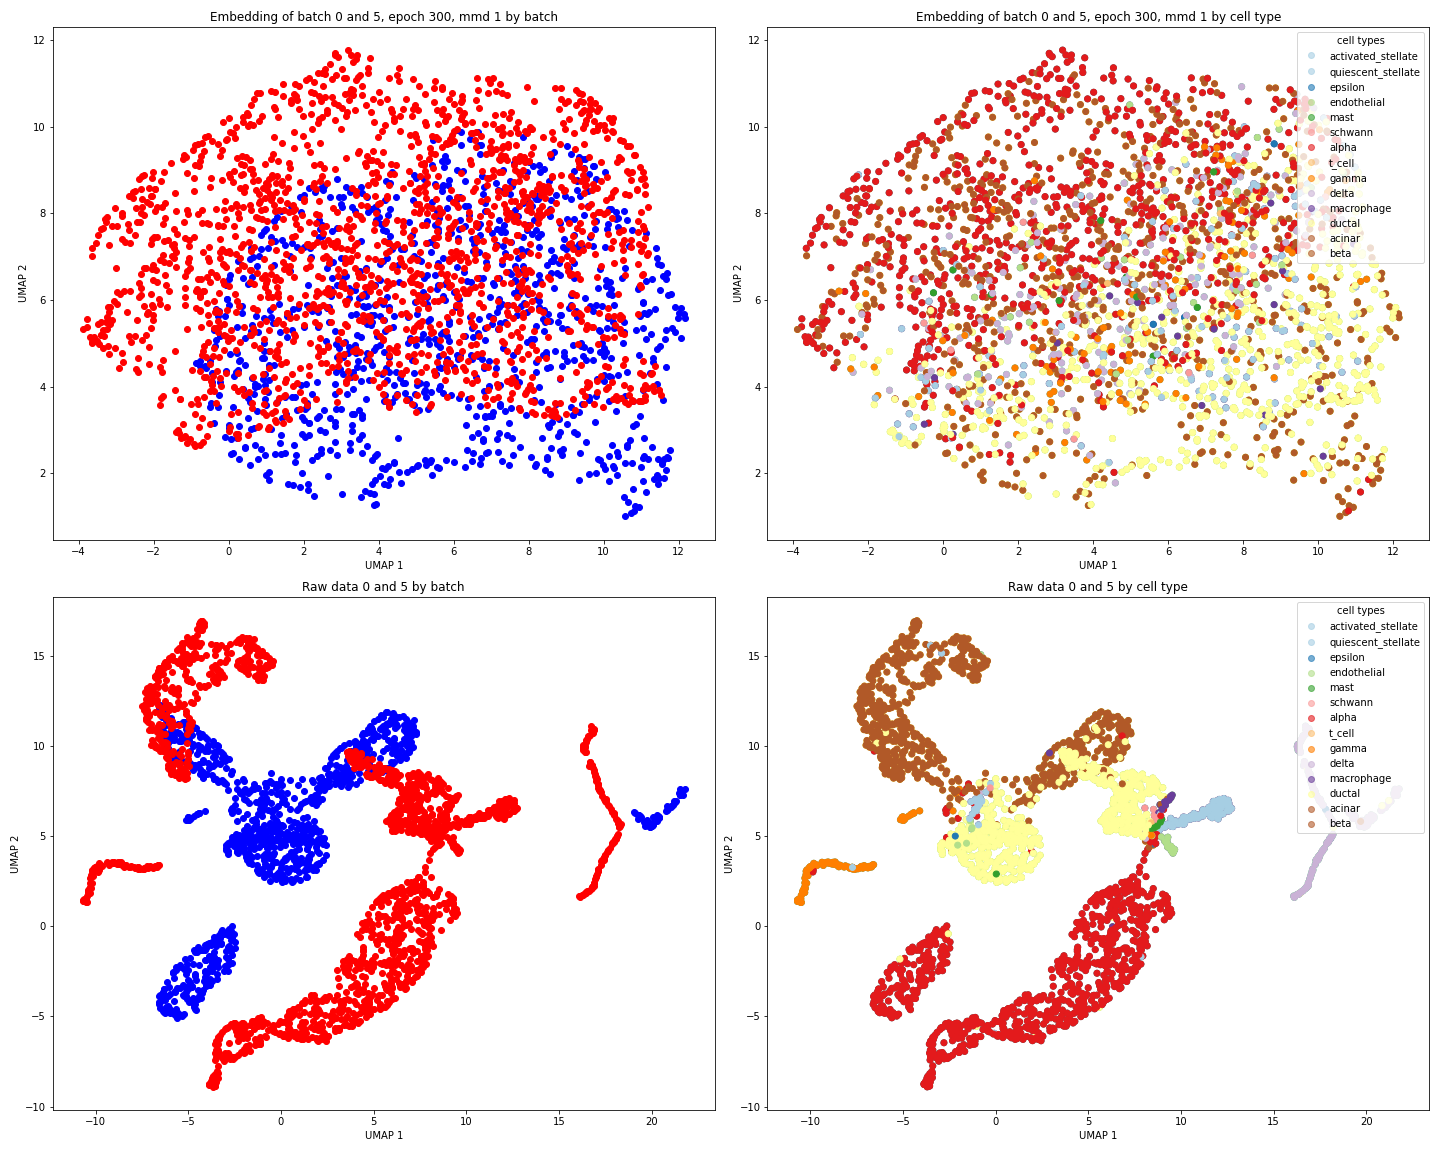 Embedding of batch 0 and 5, epoch 300, mmd 1 by batch
12
10
8
6
4
2
UMAP 2
−4
−2
0
2
4
6
8
10
12
UMAP 1
Embedding of batch 0 and 5, epoch 300, mmd 1 by cell type
cell types
activated_stellate
quiescent_stellate
epsilon
endothelial
mast
schwann
alpha
t_cell
gamma
delta
macrophage
ductal
acinar
beta
12
10
8
6
4
2
UMAP 2
−4
−2
0
2
4
6
8
10
12
UMAP 1
Raw data 0 and 5 by batch
15
10
5
0
−5
−10
UMAP 2
−10
−5
0
5
10
15
20
UMAP 1
Raw data 0 and 5 by cell type
cell types
activated_stellate
quiescent_stellate
epsilon
endothelial
mast
schwann
alpha
t_cell
gamma
delta
macrophage
ductal
acinar
beta
15
10
5
0
−5
−10
UMAP 2
−10
−5
0
5
10
15
20
UMAP 1